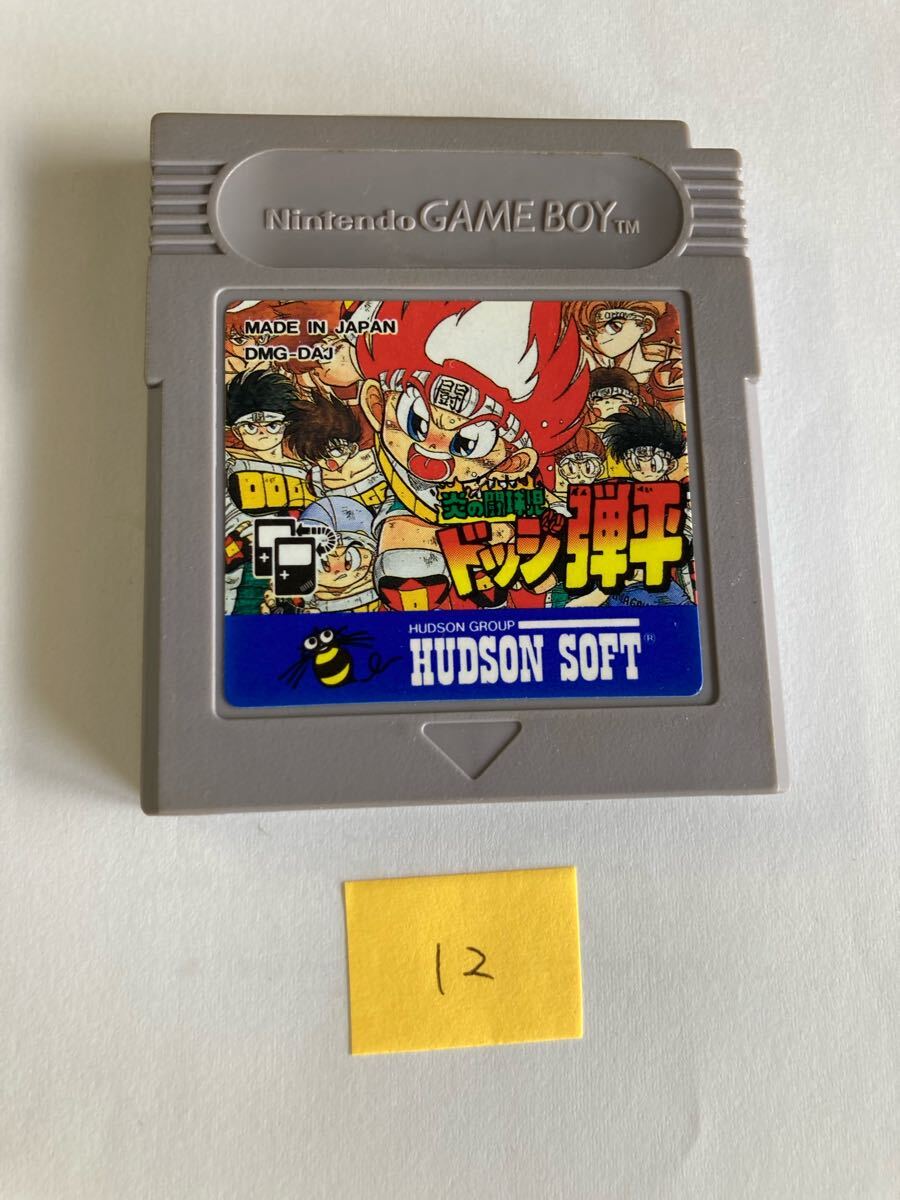 Nintendo GAME BOY TM
MADE IN JAPAN
DMG-DAJ
闘
炎の闘球児
ドッジ弾平
HUDSON GROUP
HUDSON SOFT ®
12